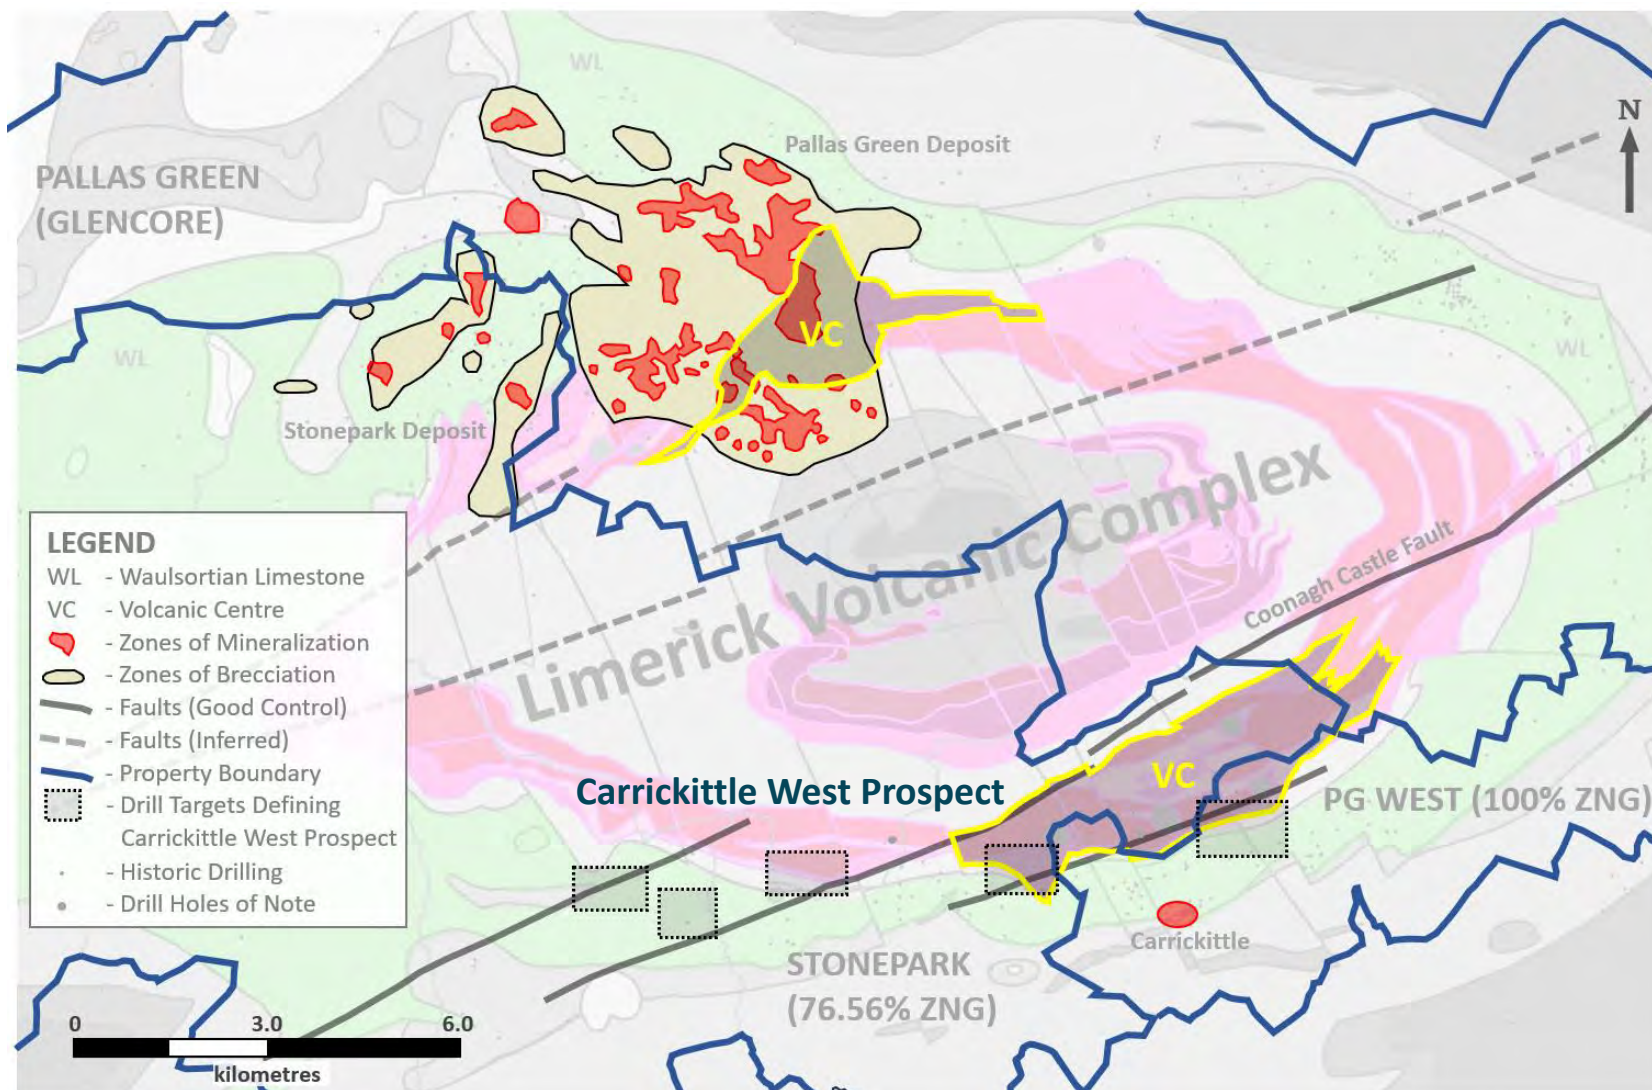 WL
Pallas Green Deposit
N
PALLAS GREEN
(GLENCORE)
VC
WL
WL
Stonepark Deposit
Limerick Volcanic Complex
Coonagh Castle Fault
LEGEND
WL - Waulsortian Limestone
VC - Volcanic Centre
- Zones of Mineralization
- Zones of Brecciation
- Faults (Good Control)
- Faults (Inferred)
- Property Boundary
- Drill Targets Defining
Carrickittle West Prospect
- Historic Drilling
- Drill Holes of Note
Carrickittle West Prospect
VC
PG WEST (100% ZNG)
Carrickittle
STONEPARK
(76.56% ZNG)
0 3.0 6.0
kilometres